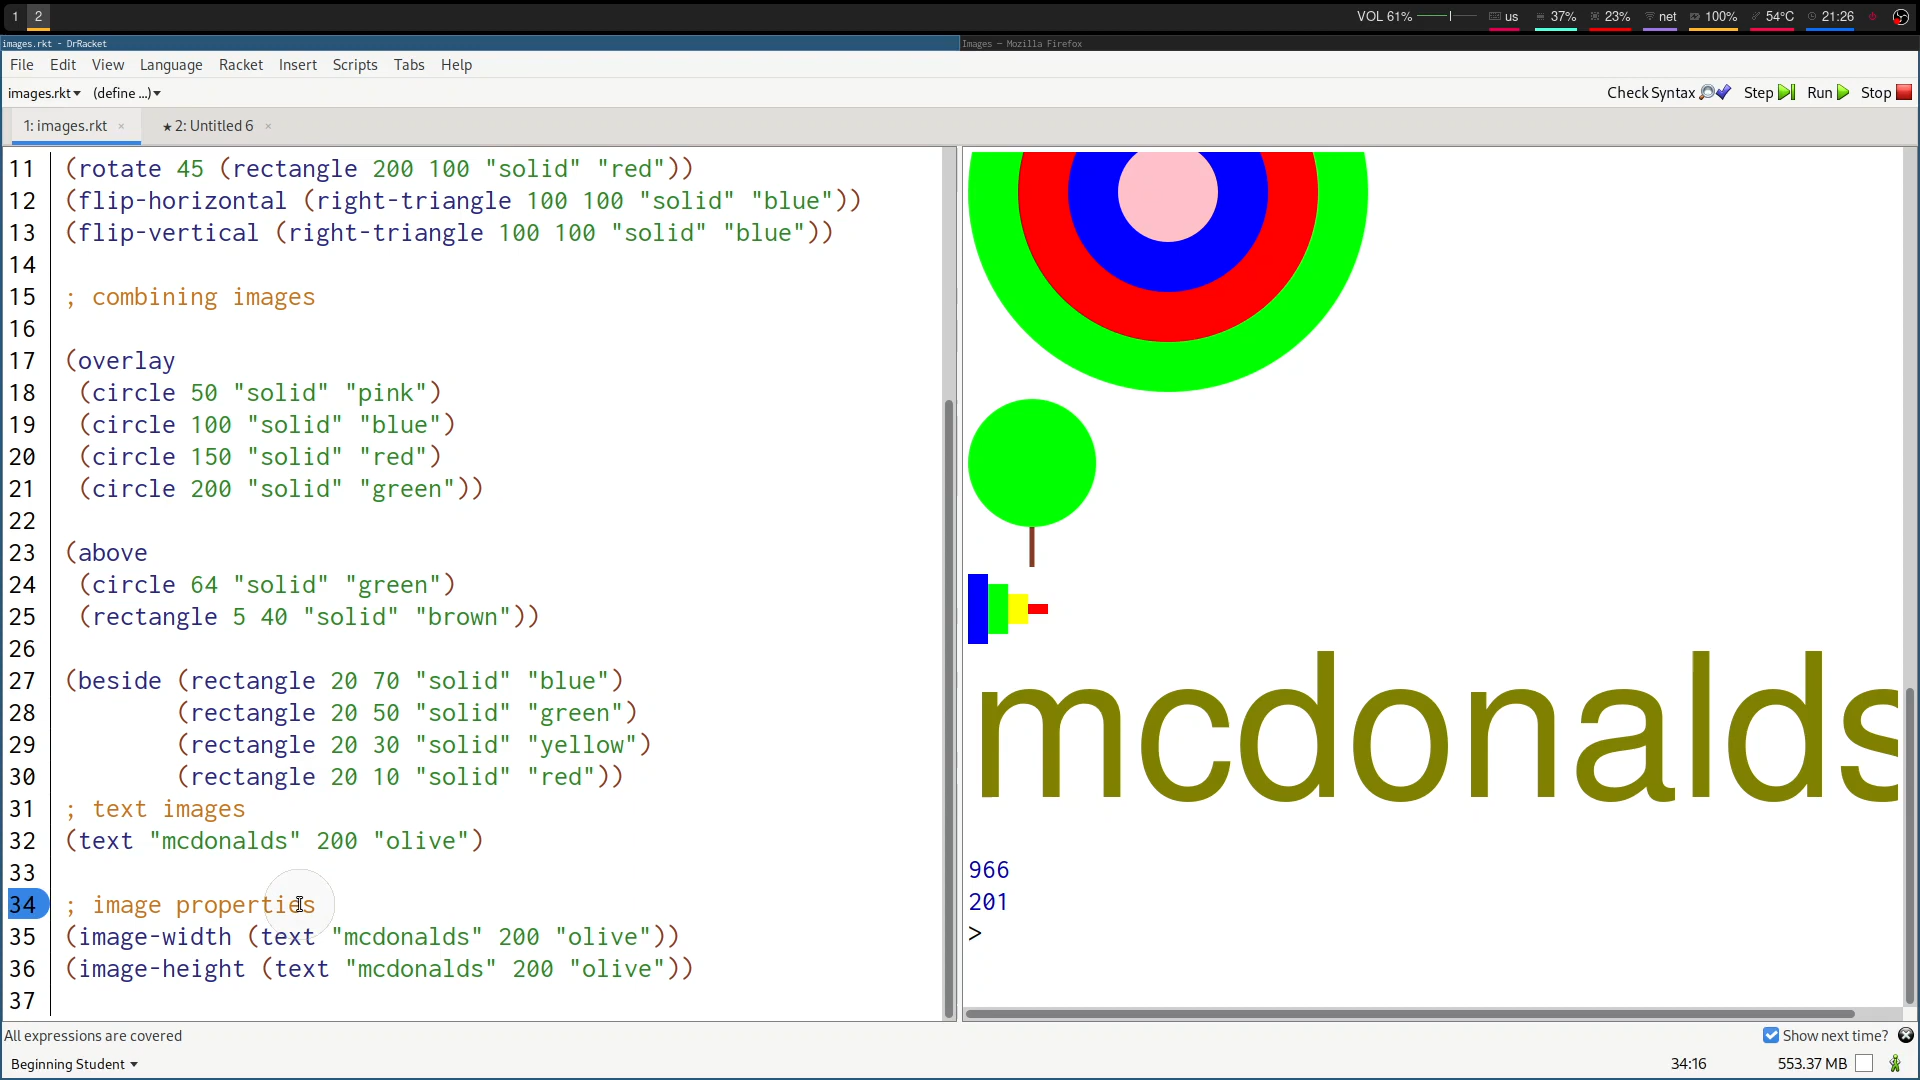 1 2 VOL 61% us 37% 23% net 100% 54°C 21:26
images.rkt - DrRacket Images — Mozilla Firefox
File Edit View Language Racket Insert Scripts Tabs Help
images.rkt▾ (define ...)▾ Check Syntax Step Run Stop
1: images.rkt × ★2: Untitled 6 ×
11 (rotate 45 (rectangle 200 100 "solid" "red"))
12 (flip-horizontal (right-triangle 100 100 "solid" "blue"))
13 (flip-vertical (right-triangle 100 100 "solid" "blue"))
14
15 ; combining images
16
17 (overlay
18 (circle 50 "solid" "pink")
19 (circle 100 "solid" "blue")
20 (circle 150 "solid" "red")
21 (circle 200 "solid" "green"))
22
23 (above
24 (circle 64 "solid" "green")
25 (rectangle 5 40 "solid" "brown"))
26
27 (beside (rectangle 20 70 "solid" "blue")
28 (rectangle 20 50 "solid" "green")
29 (rectangle 20 30 "solid" "yellow")
30 (rectangle 20 10 "solid" "red"))
31 ; text images
32 (text "mcdonalds" 200 "olive")
33
34 ; image properties
35 (image-width (text "mcdonalds" 200 "olive"))
36 (image-height (text "mcdonalds" 200 "olive"))
37
mcdonalds
966
201
>
All expressions are covered Show next time?
Beginning Student ▾ 34:16 553.37 MB